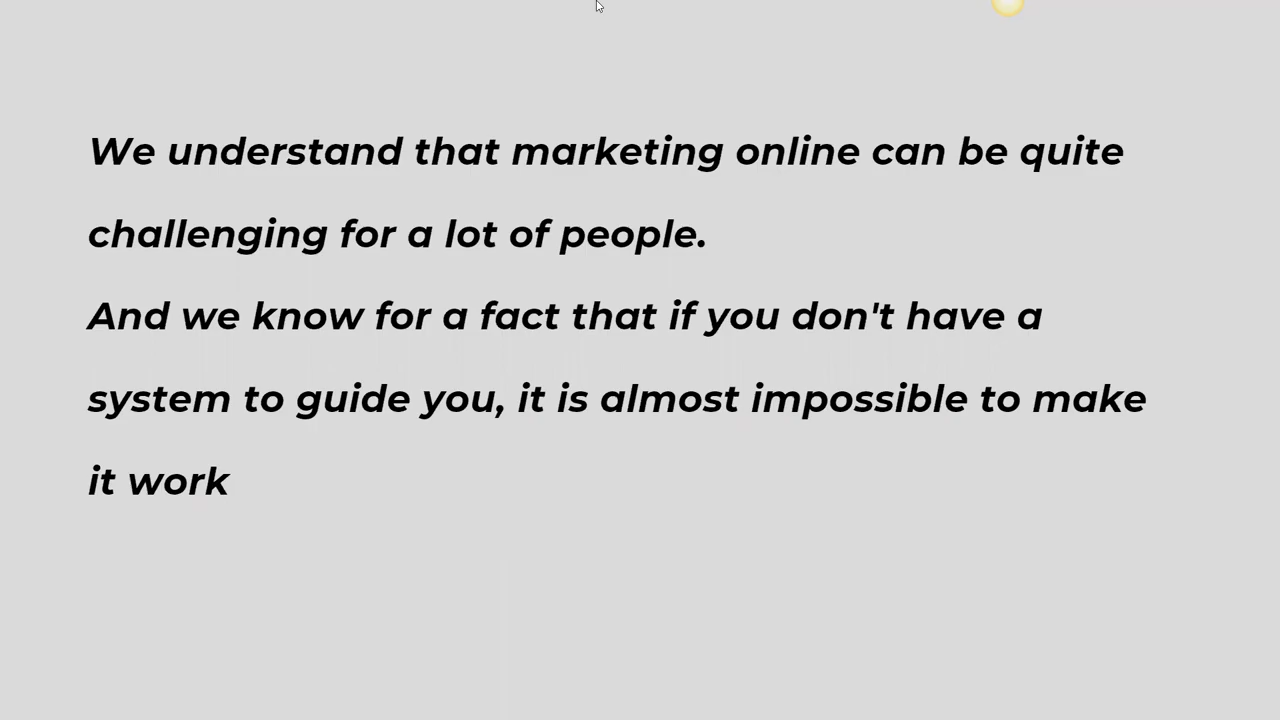 We understand that marketing online can be quite
challenging for a lot of people.
And we know for a fact that if you don't have a
system to guide you, it is almost impossible to make
it work